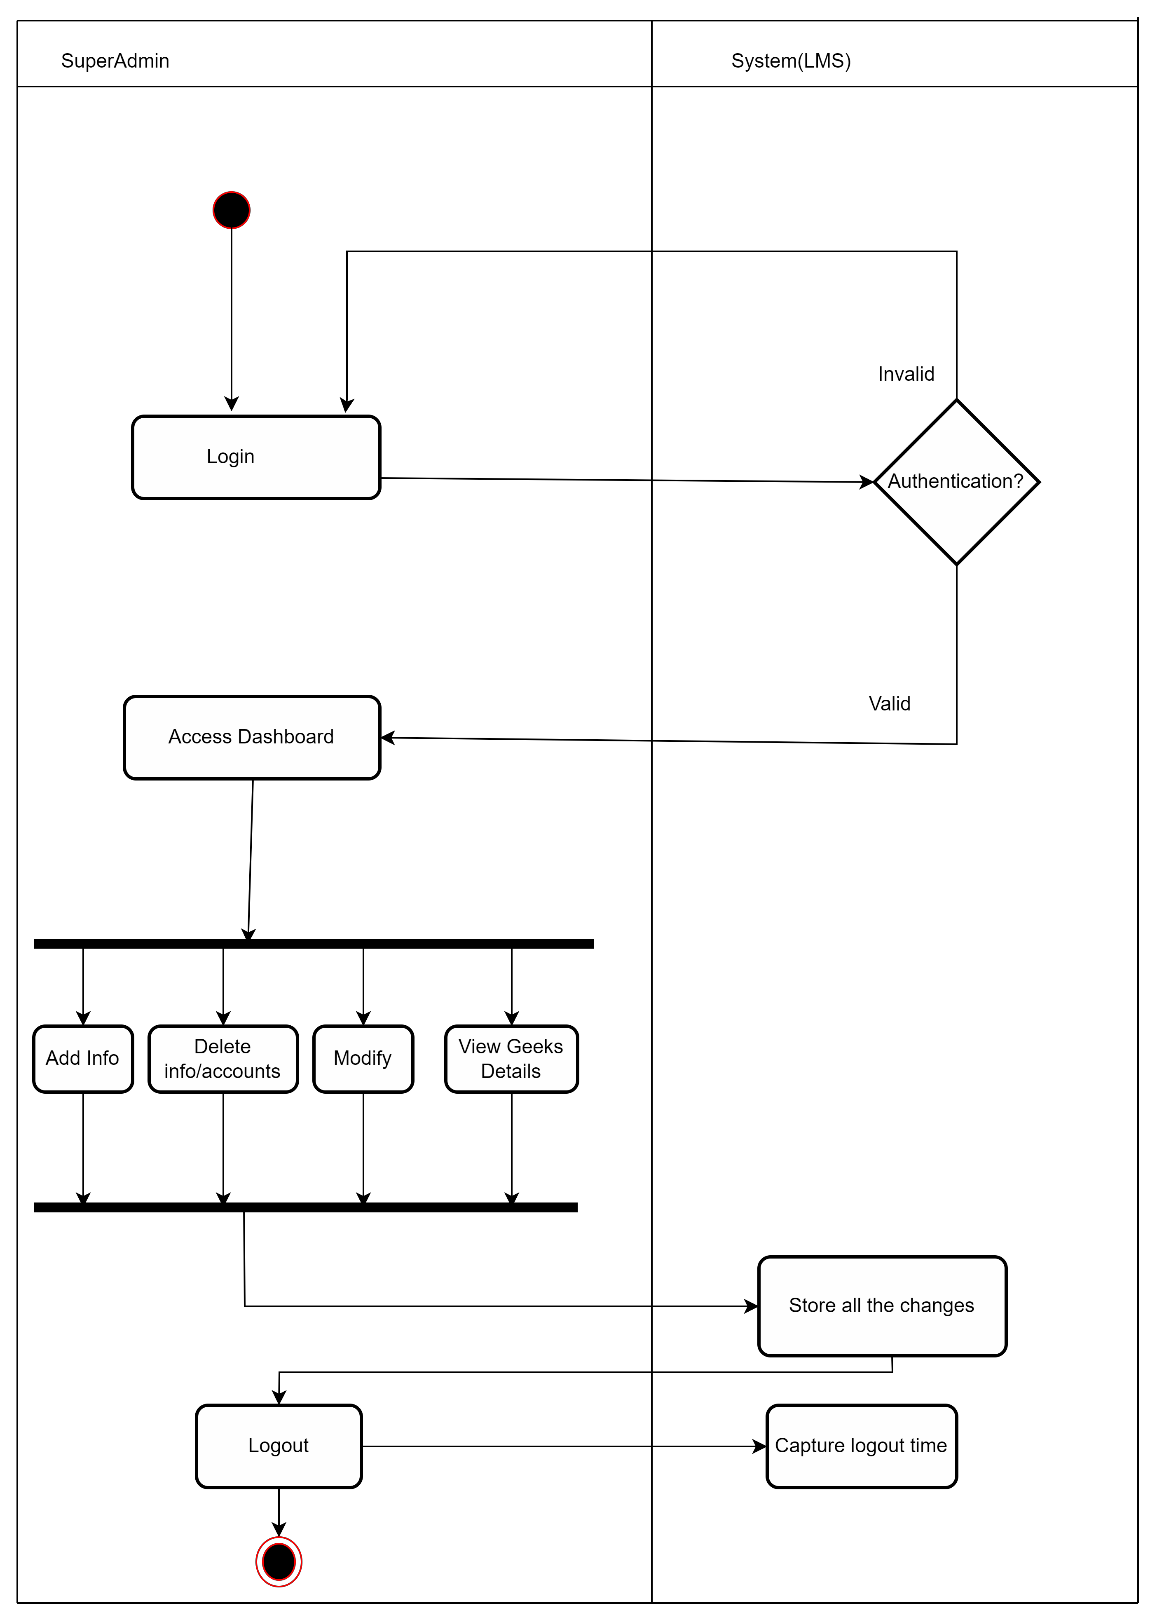 SuperAdmin
System(LMS)
Invalid
Login
Authentication?
Valid
Access Dashboard
Add Info
Delete
info/accounts
Modify
View Geeks
Details
Store all the changes
Logout
Capture logout time